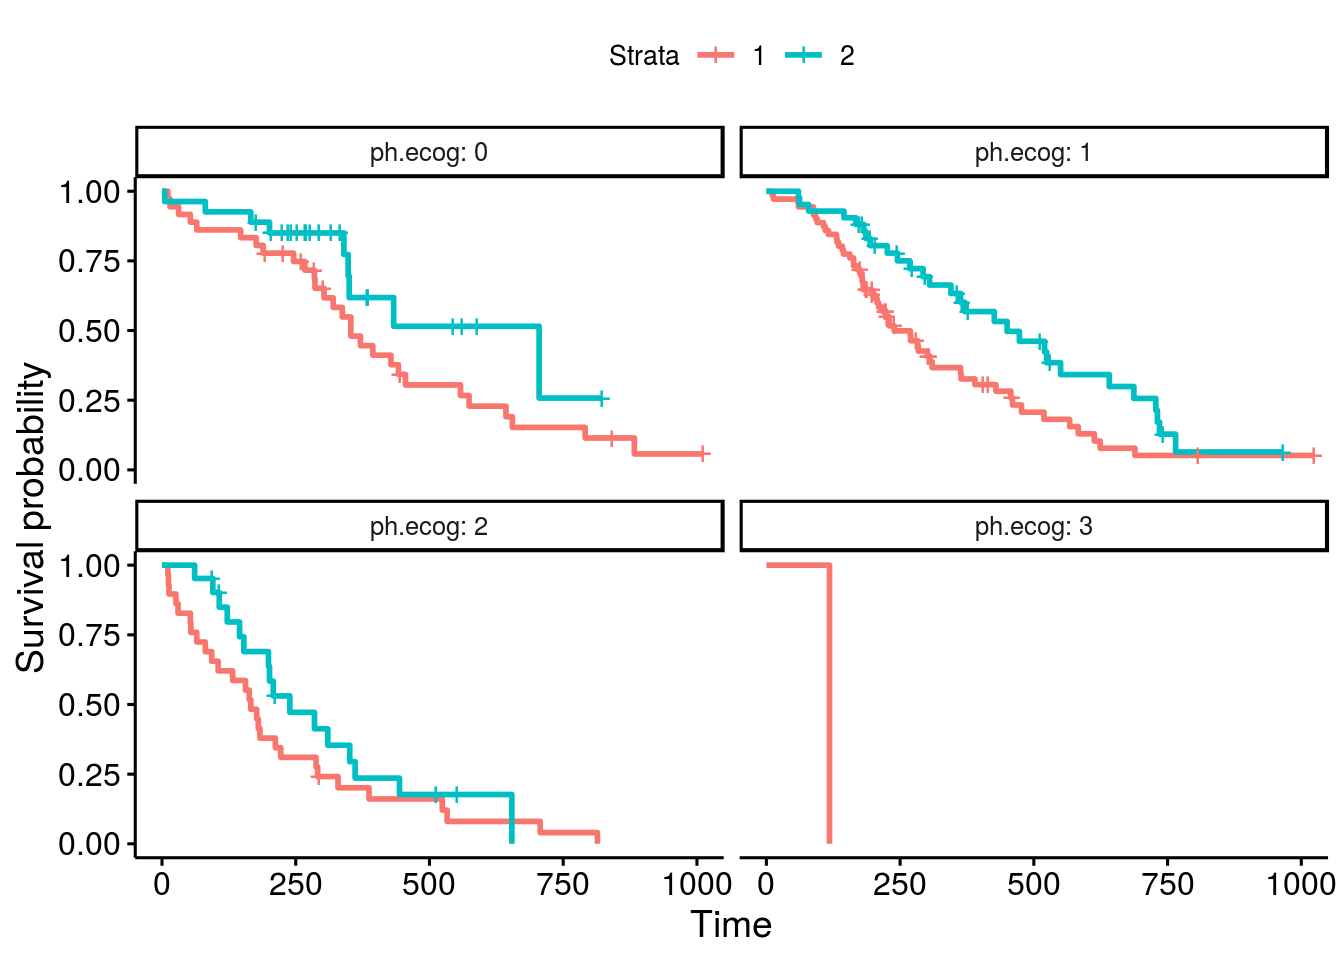 Strata 1 2
ph.ecog: 0
ph.ecog: 1
1.00
0.75
0.50
0.25
0.00
ph.ecog: 2
ph.ecog: 3
1.00
0.75
0.50
0.25
0.00
Survival probability
0 250 500 750 1000
0 250 500 750 1000
Time